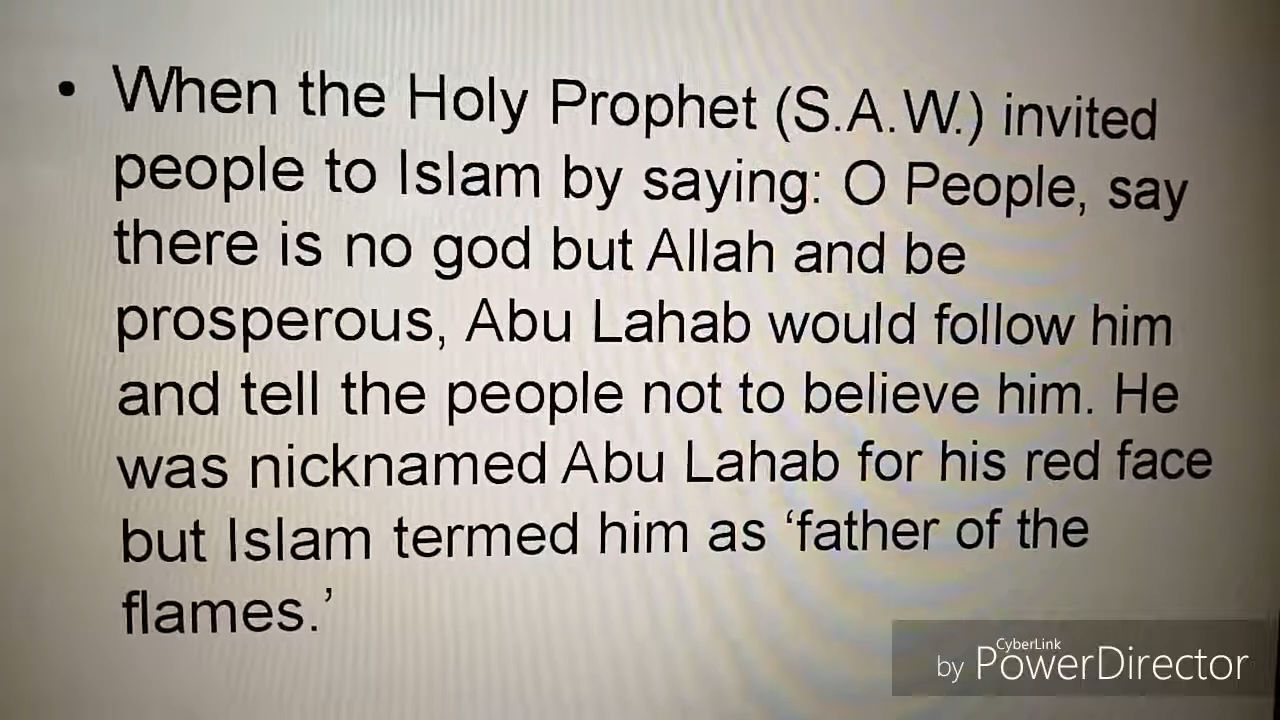 • When the Holy Prophet (S.A.W.) invited
people to Islam by saying: O People, say
there is no god but Allah and be
prosperous, Abu Lahab would follow him
and tell the people not to believe him. He
was nicknamed Abu Lahab for his red face
but Islam termed him as ‘father of the
flames.’
CyberLink
by PowerDirector